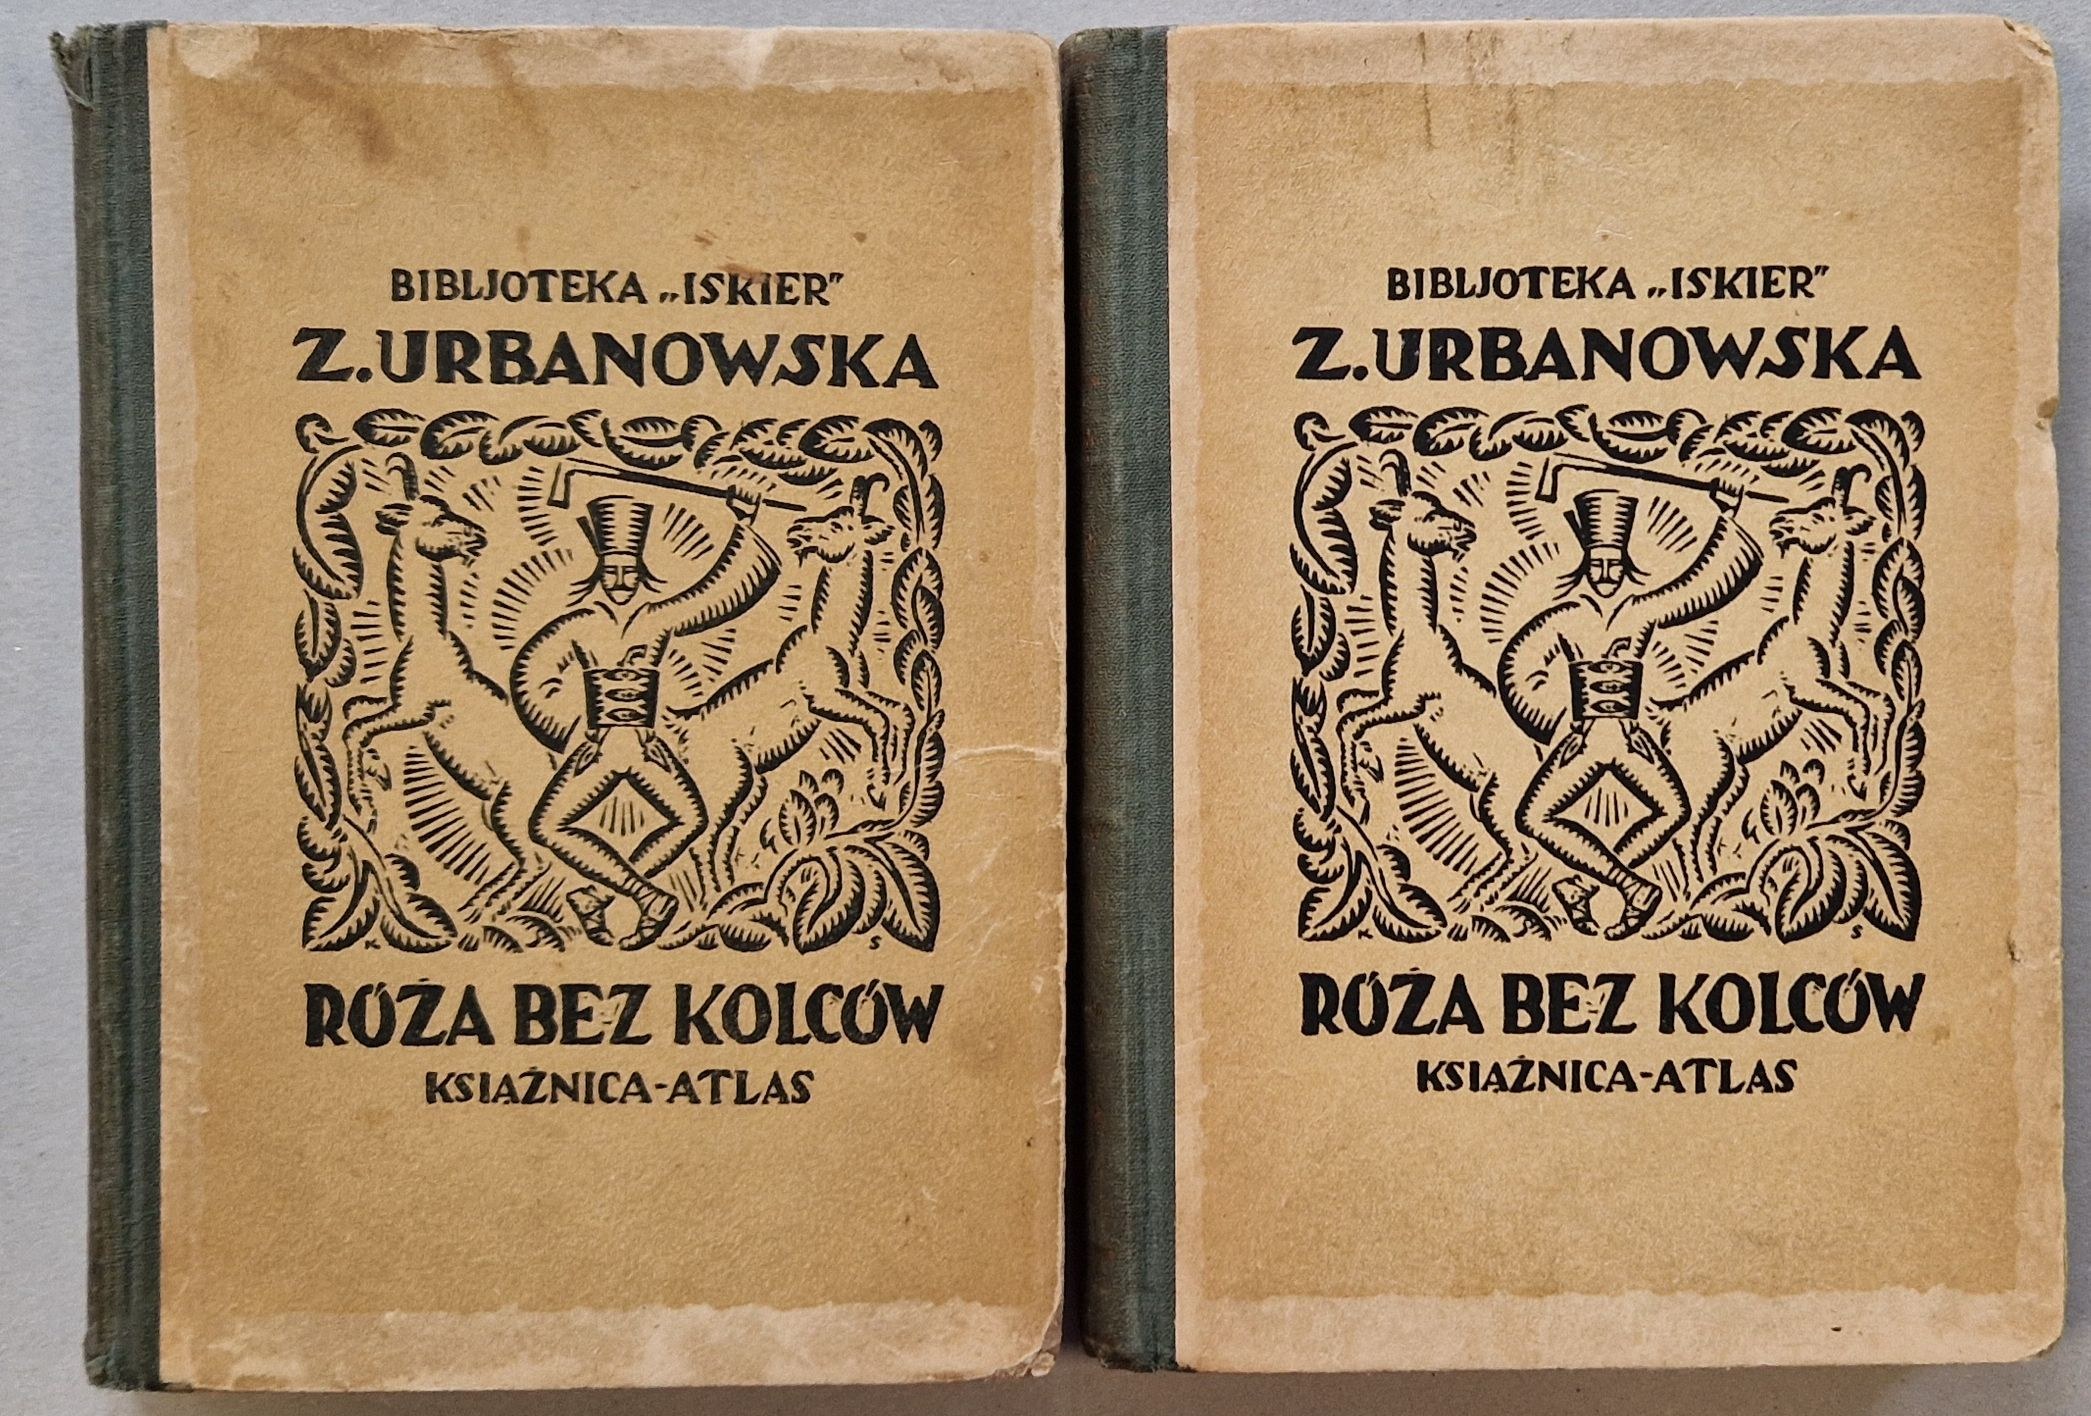 BIBLJOTEKA „ISKIER”
Z. URBANOWSKA
K S
RÓŻA BEZ KOLCÓW
KSIĄŻNICA-ATLAS
BIBLJOTEKA „ISKIER”
Z. URBANOWSKA
K S
RÓŻA BEZ KOLCÓW
KSIĄŻNICA-ATLAS